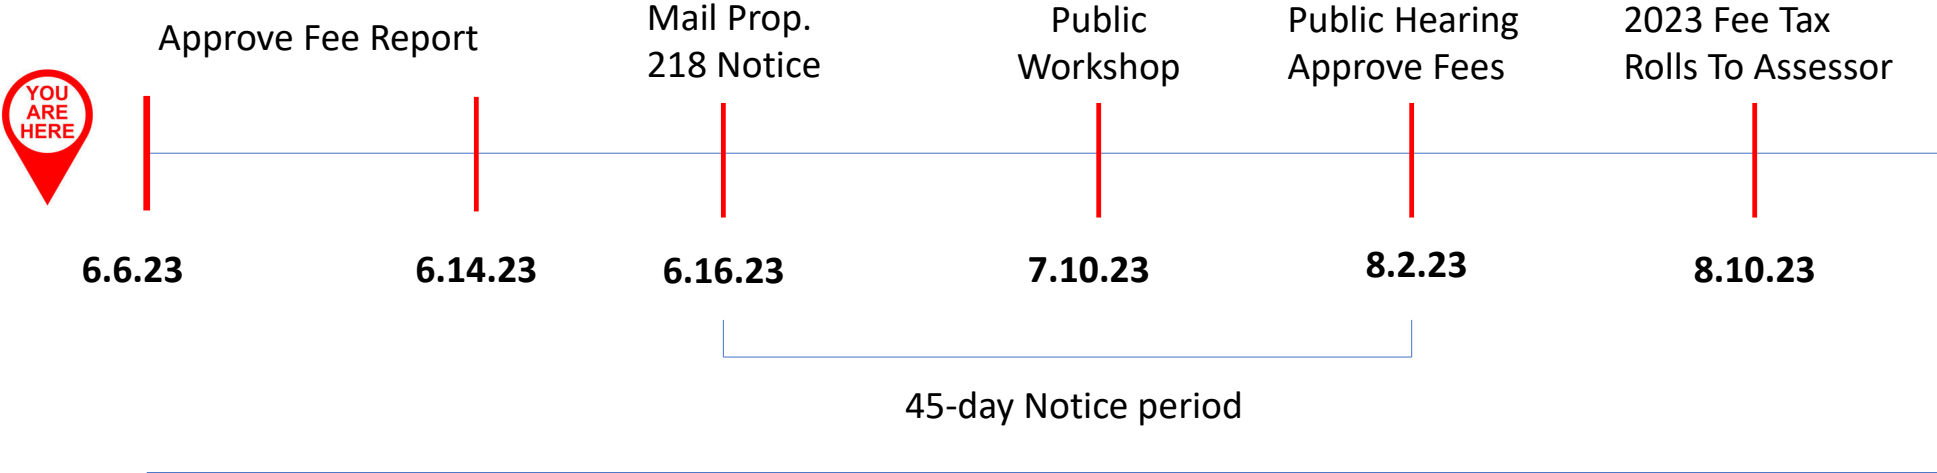 Approve Fee Report
Mail Prop.
218 Notice
Public
Workshop
Public Hearing
Approve Fees
2023 Fee Tax
Rolls To Assessor
YOU
ARE
HERE
6.6.23
6.14.23
6.16.23
7.10.23
8.2.23
8.10.23
45-day Notice period